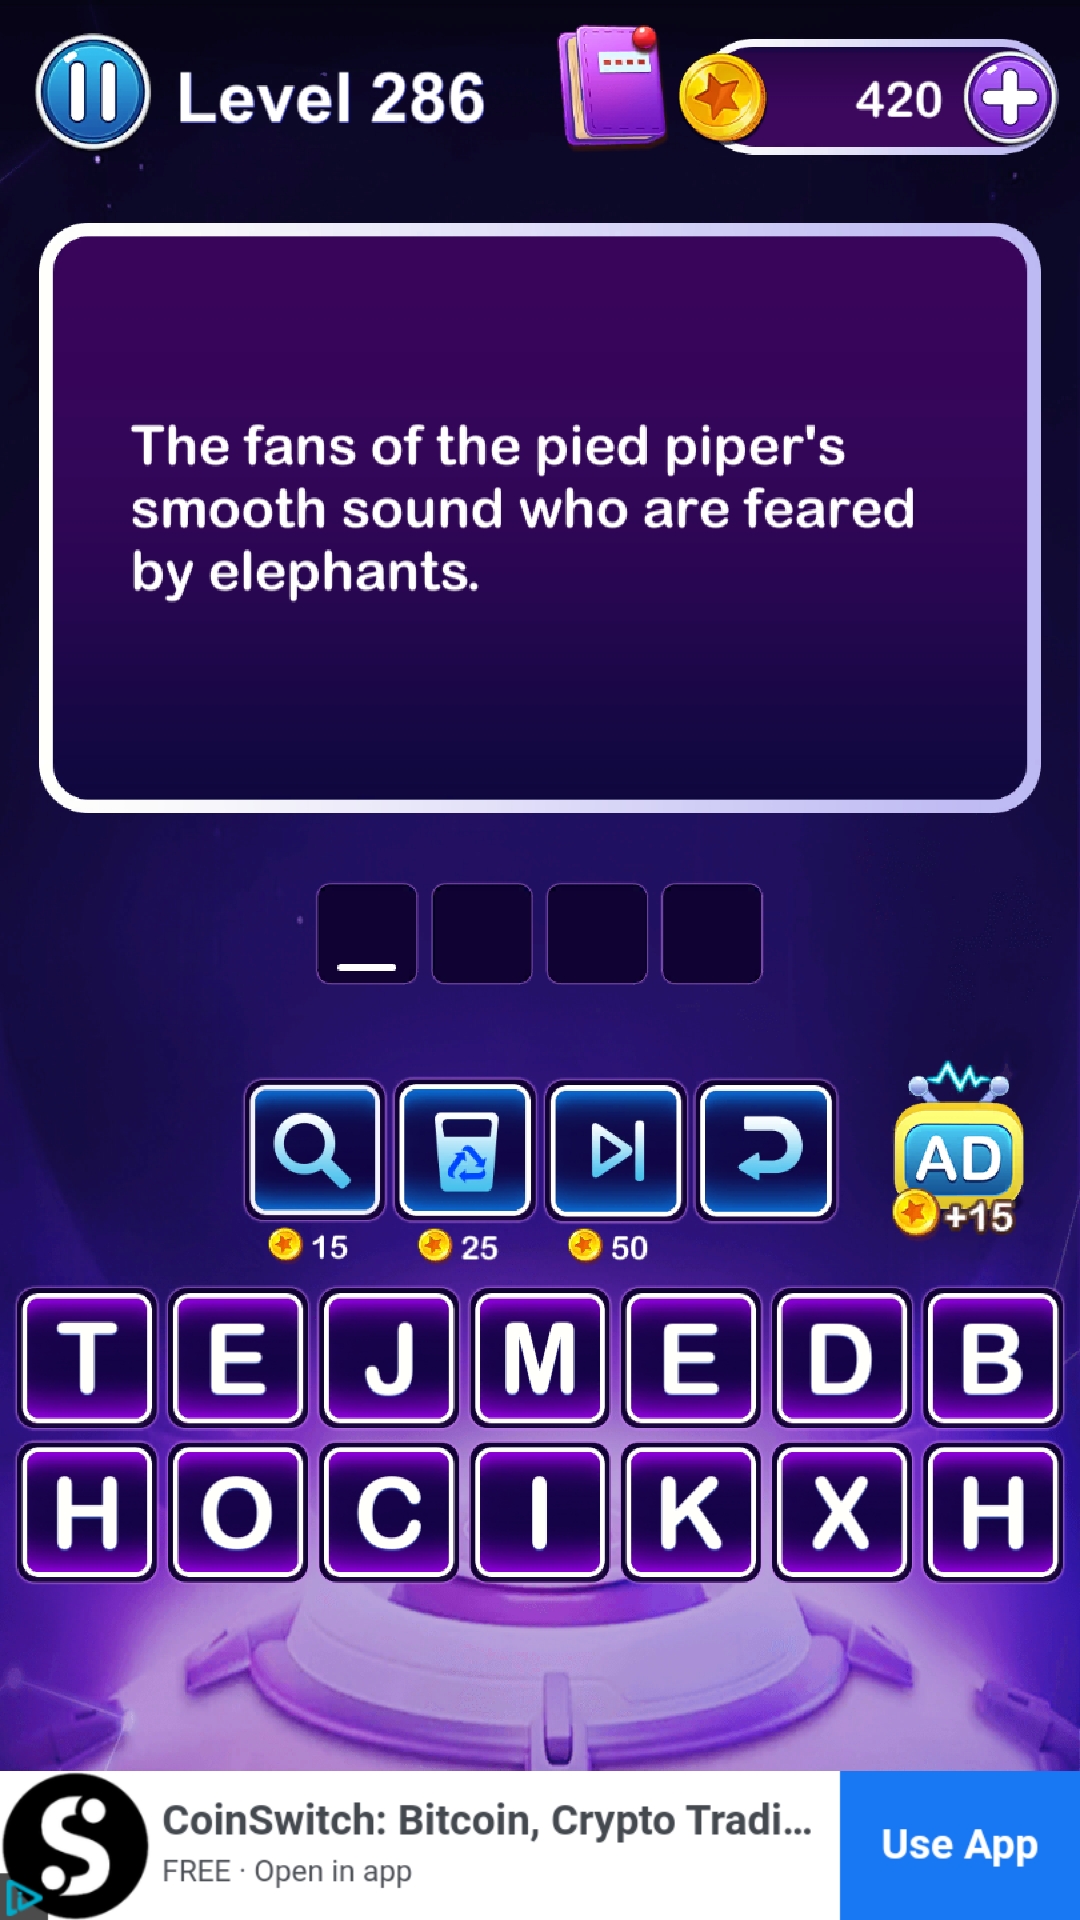 Level 286
420
The fans of the pied piper's
smooth sound who are feared
by elephants.
AD
+15
15 25 50
T E J M E D B
H O C I K X H
CoinSwitch: Bitcoin, Crypto Tradi...
FREE · Open in app
Use App